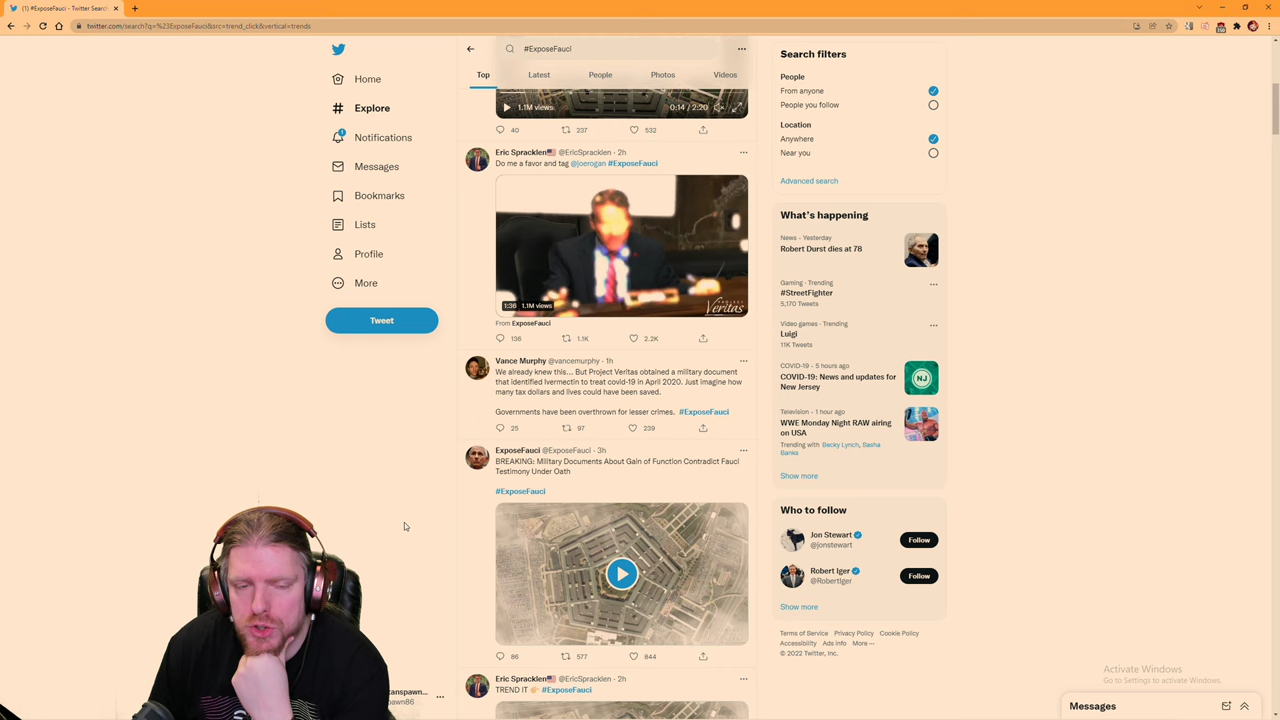 (1) #ExposeFauci - Twitter Search
twitter.com/search?q=%23ExposeFauci&src=trend_click&vertical=trends
#ExposeFauci
Top Latest People Photos Videos
Home
Explore
1
Notifications
Messages
Bookmarks
Lists
Profile
More
Tweet
1.1M views 0:14 / 2:20
40 237 532
Eric Spracklen @EricSpracklen · 2h
Do me a favor and tag @joerogan #ExposeFauci
1:36 1.1M views
PROJECT
Veritas
From ExposeFauci
136 1.1K 2.2K
Vance Murphy @vancemurphy · 1h
We already knew this... But Project Veritas obtained a military document
that identified Ivermectin to treat covid-19 in April 2020. Just imagine how
many tax dollars and lives could have been saved.
Governments have been overthrown for lesser crimes. #ExposeFauci
25 97 239
ExposeFauci @ExposeFauci · 3h
BREAKING: Military Documents About Gain of Function Contradict Fauci
Testimony Under Oath
#ExposeFauci
86 577 844
Eric Spracklen @EricSpracklen · 2h
TREND IT #ExposeFauci
Search filters
People
From anyone
People you follow
Location
Anywhere
Near you
Advanced search
What's happening
News · Yesterday
Robert Durst dies at 78
Gaming · Trending
#StreetFighter
5,170 Tweets
Video games · Trending
Luigi
11K Tweets
COVID-19 · 5 hours ago
COVID-19: News and updates for
New Jersey
NJ
Television · 1 hour ago
WWE Monday Night RAW airing
on USA
Trending with Becky Lynch, Sasha
Banks
Show more
Who to follow
Jon Stewart
@jonstewart
Follow
Robert Iger
@RobertIger
Follow
Show more
Terms of Service Privacy Policy Cookie Policy
Accessibility Ads info More ···
© 2022 Twitter, Inc.
Activate Windows
Go to Settings to activate Windows.
Messages